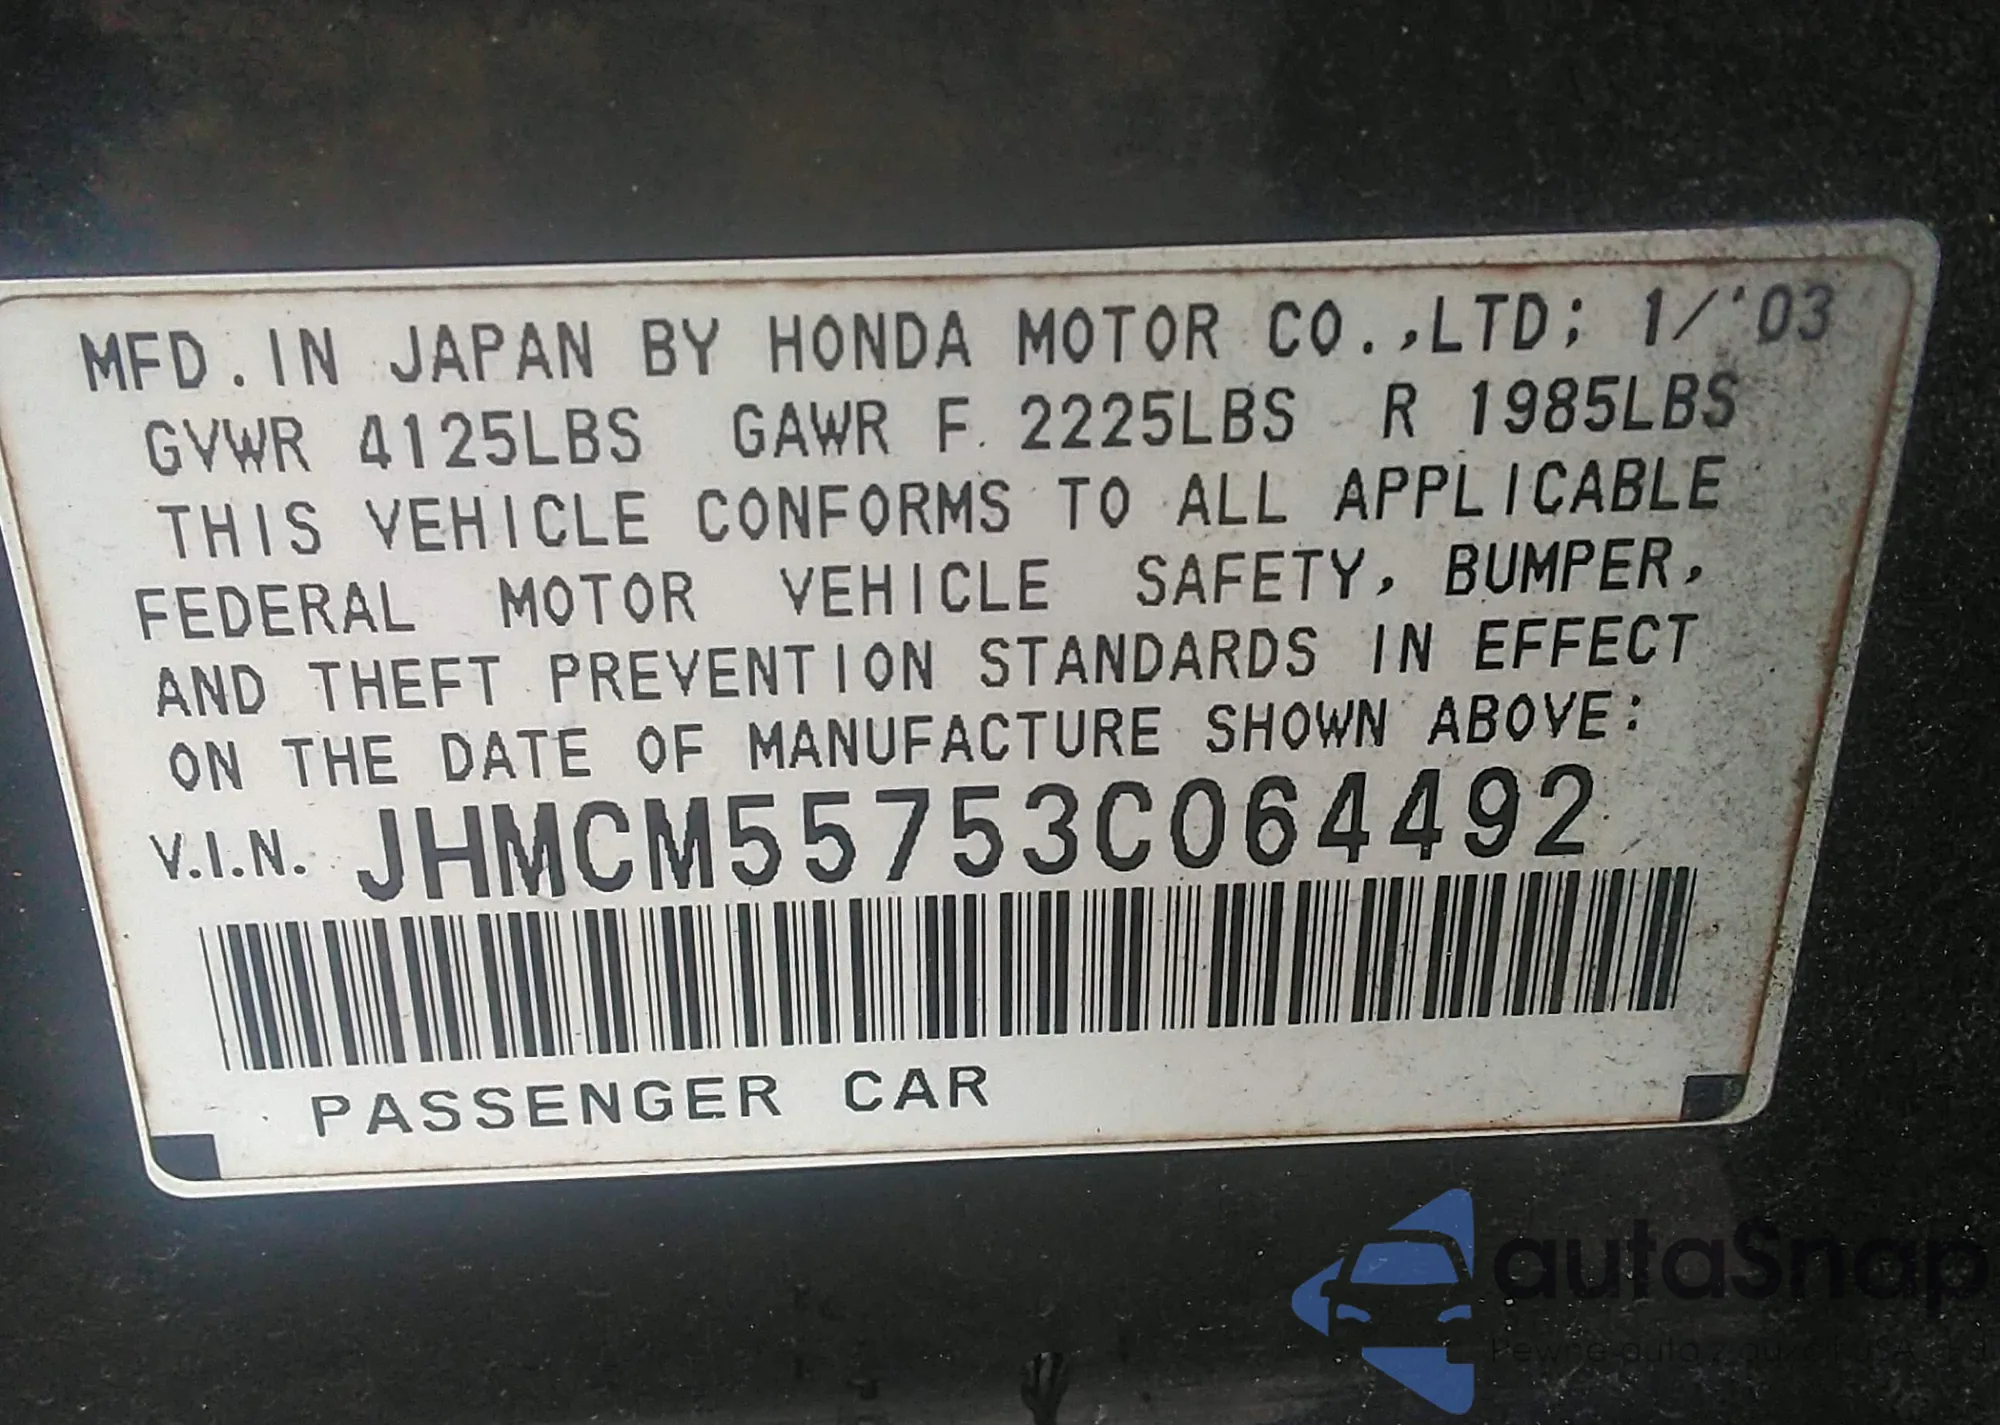 MFD. IN JAPAN BY HONDA MOTOR CO.,LTD; 1/'03
GVWR 4125LBS GAWR F. 2225LBS R 1985LBS
THIS VEHICLE CONFORMS TO ALL APPLICABLE
FEDERAL MOTOR VEHICLE SAFETY, BUMPER,
AND THEFT PREVENTION STANDARDS IN EFFECT
ON THE DATE OF MANUFACTURE SHOWN ABOVE:
V.I.N. JHMCM55753C064492
PASSENGER CAR
autaSnap